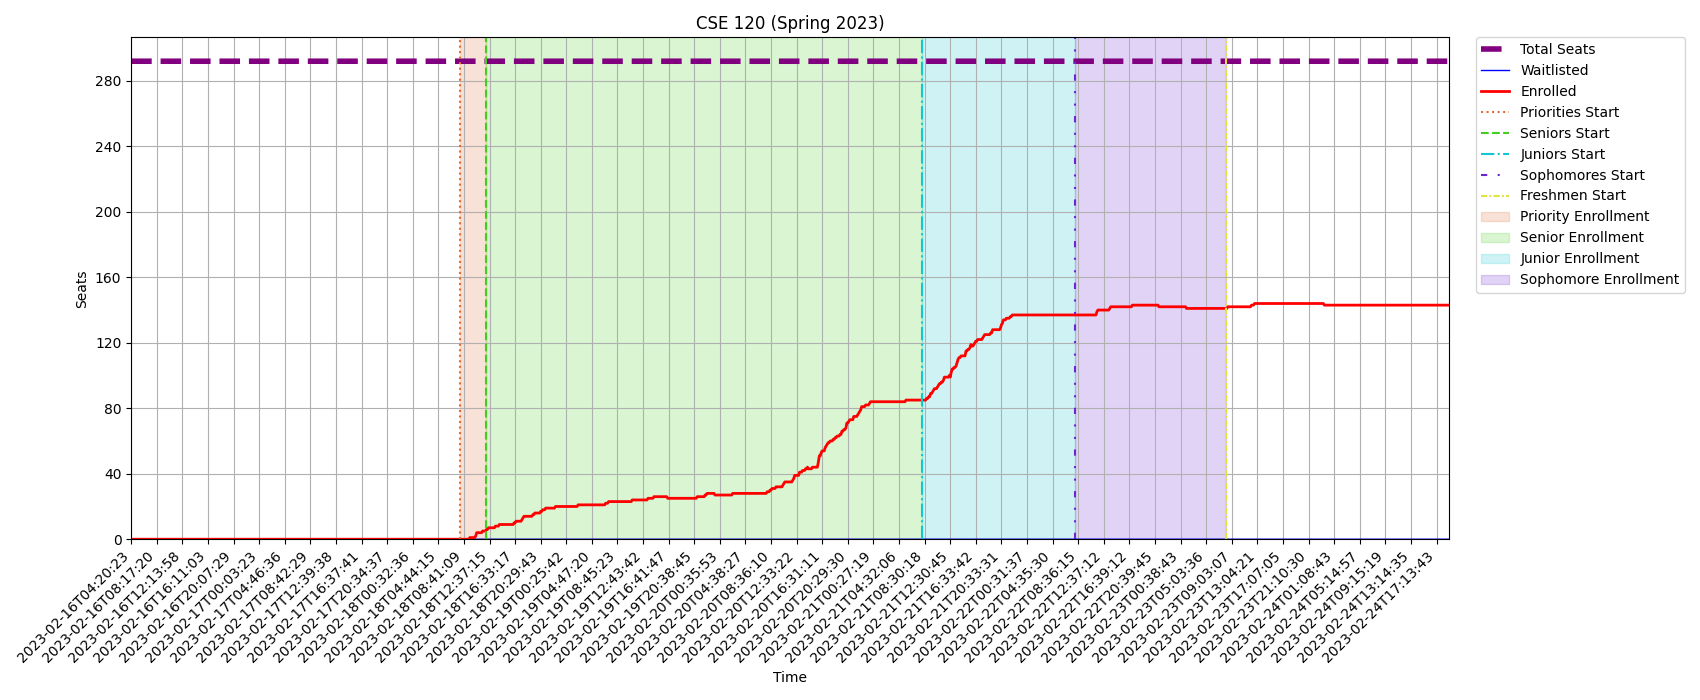 CSE 120 (Spring 2023)
Seats
280
240
200
160
120
80
40
0
2023-02-16T04:20:23
2023-02-16T08:17:20
2023-02-16T12:13:58
2023-02-16T16:11:03
2023-02-16T20:07:29
2023-02-17T00:03:23
2023-02-17T04:46:36
2023-02-17T08:42:29
2023-02-17T12:39:38
2023-02-17T16:37:41
2023-02-17T20:34:37
2023-02-18T00:32:36
2023-02-18T04:44:15
2023-02-18T08:41:09
2023-02-18T12:37:15
2023-02-18T16:33:17
2023-02-18T20:29:43
2023-02-19T00:25:42
2023-02-19T04:47:20
2023-02-19T08:45:23
2023-02-19T12:43:42
2023-02-19T16:41:47
2023-02-19T20:38:45
2023-02-20T00:35:53
2023-02-20T04:38:27
2023-02-20T08:36:10
2023-02-20T12:33:22
2023-02-20T16:31:11
2023-02-20T20:29:30
2023-02-21T00:27:19
2023-02-21T04:32:06
2023-02-21T08:30:18
2023-02-21T12:30:45
2023-02-21T16:33:42
2023-02-21T20:33:31
2023-02-22T00:31:37
2023-02-22T04:35:30
2023-02-22T08:36:15
2023-02-22T12:37:12
2023-02-22T16:39:12
2023-02-22T20:39:45
2023-02-23T00:38:43
2023-02-23T05:03:36
2023-02-23T09:03:07
2023-02-23T13:04:21
2023-02-23T17:07:05
2023-02-23T21:10:30
2023-02-24T01:08:43
2023-02-24T05:14:57
2023-02-24T09:15:19
2023-02-24T13:14:35
2023-02-24T17:13:43
Time
Total Seats
Waitlisted
Enrolled
Priorities Start
Seniors Start
Juniors Start
Sophomores Start
Freshmen Start
Priority Enrollment
Senior Enrollment
Junior Enrollment
Sophomore Enrollment